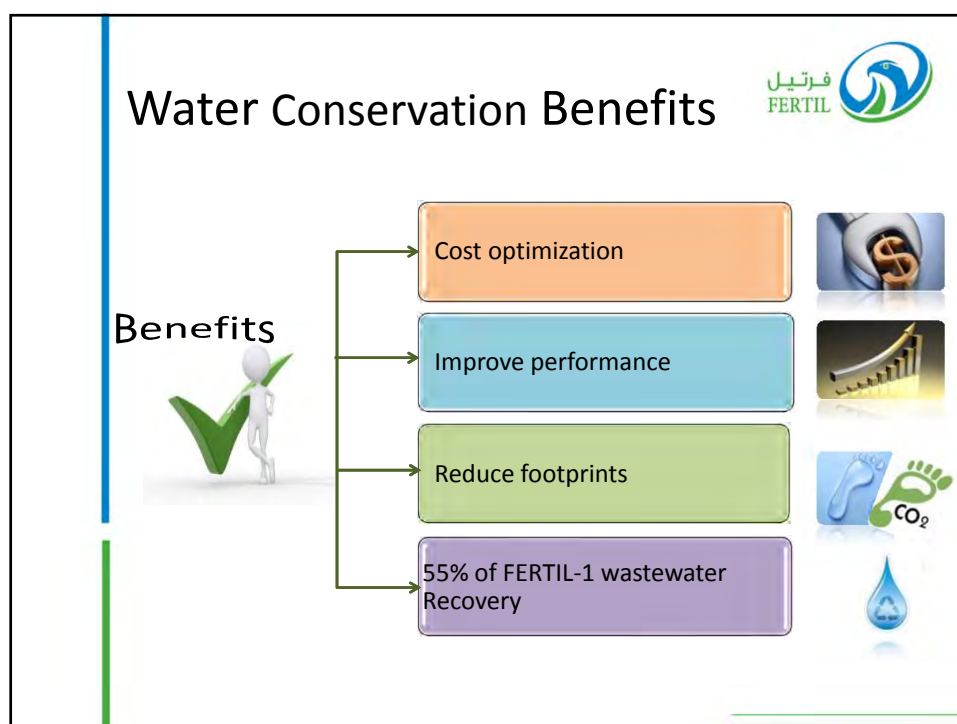 Water Conservation Benefits
فرتيل
FERTIL
Benefits
Cost optimization
$
Improve performance
Reduce footprints
CO2
55% of FERTIL-1 wastewater
Recovery